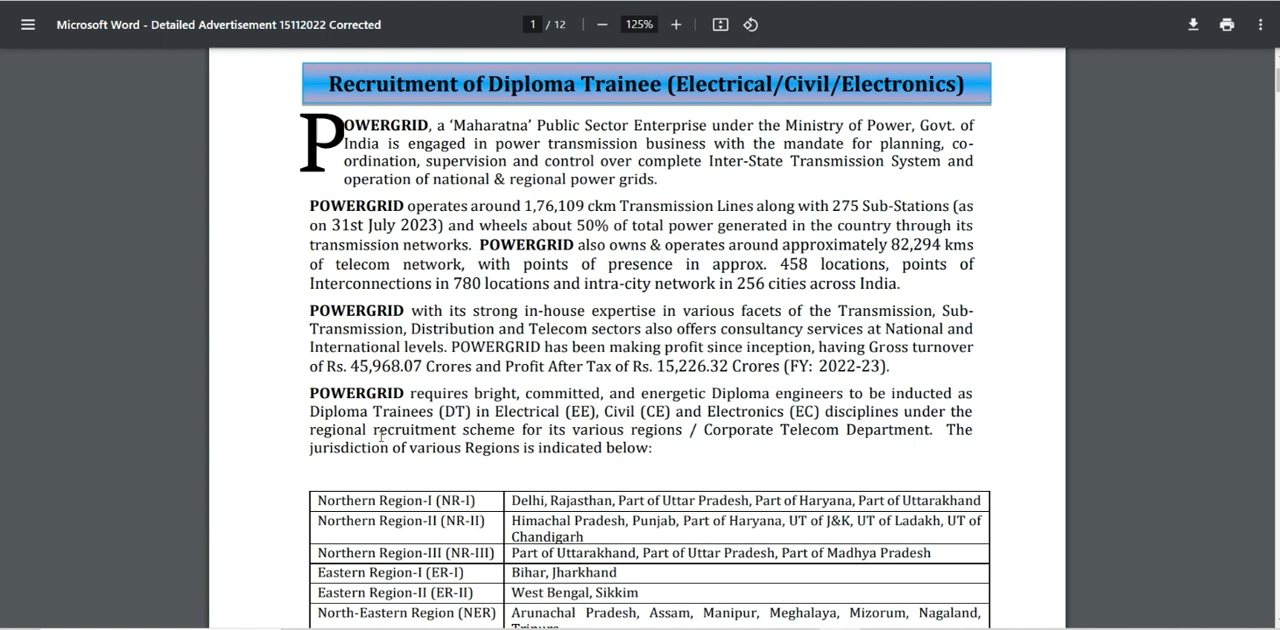 Microsoft Word - Detailed Advertisement 15112022 Corrected
1 / 12
125%
Recruitment of Diploma Trainee (Electrical/Civil/Electronics)
POWERGRID, a ‘Maharatna’ Public Sector Enterprise under the Ministry of Power, Govt. of
India is engaged in power transmission business with the mandate for planning, co-
ordination, supervision and control over complete Inter-State Transmission System and
operation of national & regional power grids.
POWERGRID operates around 1,76,109 ckm Transmission Lines along with 275 Sub-Stations (as
on 31st July 2023) and wheels about 50% of total power generated in the country through its
transmission networks. POWERGRID also owns & operates around approximately 82,294 kms
of telecom network, with points of presence in approx. 458 locations, points of
Interconnections in 780 locations and intra-city network in 256 cities across India.
POWERGRID with its strong in-house expertise in various facets of the Transmission, Sub-
Transmission, Distribution and Telecom sectors also offers consultancy services at National and
International levels. POWERGRID has been making profit since inception, having Gross turnover
of Rs. 45,968.07 Crores and Profit After Tax of Rs. 15,226.32 Crores (FY: 2022-23).
POWERGRID requires bright, committed, and energetic Diploma engineers to be inducted as
Diploma Trainees (DT) in Electrical (EE), Civil (CE) and Electronics (EC) disciplines under the
regional recruitment scheme for its various regions / Corporate Telecom Department. The
jurisdiction of various Regions is indicated below:
Northern Region-I (NR-I) Delhi, Rajasthan, Part of Uttar Pradesh, Part of Haryana, Part of Uttarakhand
Northern Region-II (NR-II) Himachal Pradesh, Punjab, Part of Haryana, UT of J&K, UT of Ladakh, UT of
Chandigarh
Northern Region-III (NR-III) Part of Uttarakhand, Part of Uttar Pradesh, Part of Madhya Pradesh
Eastern Region-I (ER-I) Bihar, Jharkhand
Eastern Region-II (ER-II) West Bengal, Sikkim
North-Eastern Region (NER) Arunachal Pradesh, Assam, Manipur, Meghalaya, Mizorum, Nagaland,